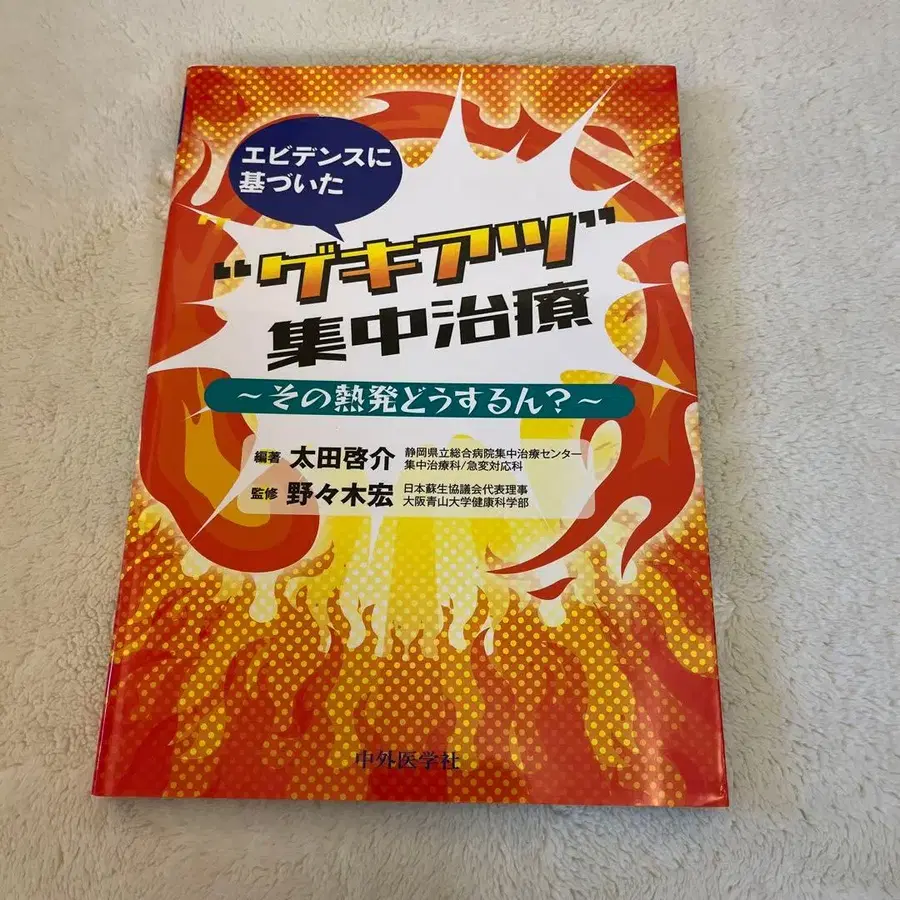 エビデンスに
基づいた
“ゲキアツ”
集中治療
～その熱発どうするん？～
編著 太田啓介 静岡県立総合病院集中治療センター
集中治療科/急変対応科
監修 野々木宏 日本蘇生協議会代表理事
大阪青山大学健康科学部
中外医学社